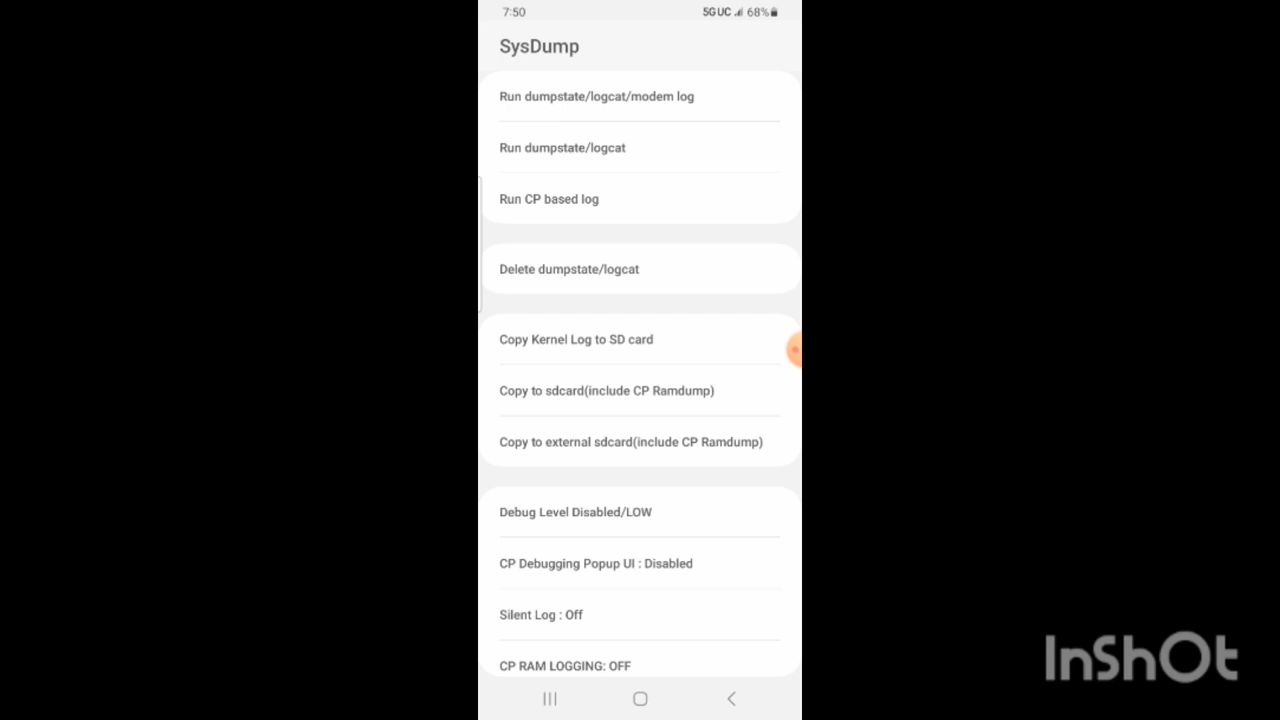 7:50
5G UC 68%
SysDump
Run dumpstate/logcat/modem log
Run dumpstate/logcat
Run CP based log
Delete dumpstate/logcat
Copy Kernel Log to SD card
Copy to sdcard(include CP Ramdump)
Copy to external sdcard(include CP Ramdump)
Debug Level Disabled/LOW
CP Debugging Popup UI : Disabled
Silent Log : Off
CP RAM LOGGING: OFF
InShOt